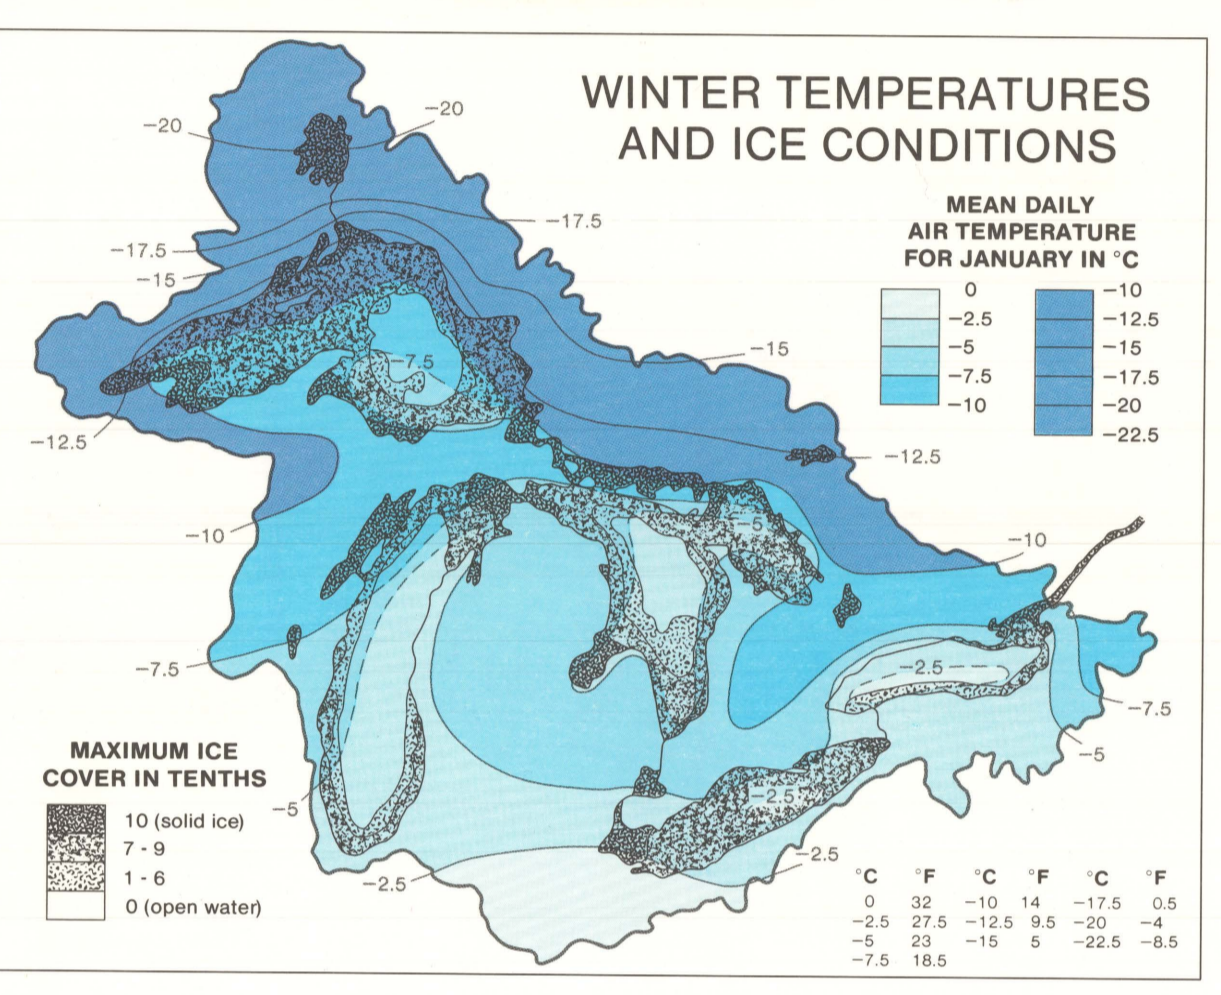 WINTER TEMPERATURES
AND ICE CONDITIONS
MEAN DAILY
AIR TEMPERATURE
FOR JANUARY IN °C
0
−2.5
−5
−7.5
−10
−10
−12.5
−15
−17.5
−20
−22.5
−20
−20
−17.5
−17.5
−15
−15
−7.5
−12.5
−12.5
−10
−5
−10
−7.5
−2.5
−7.5
−5
−5
−2.5
−2.5
−2.5
MAXIMUM ICE
COVER IN TENTHS
10 (solid ice)
7 - 9
1 - 6
0 (open water)
°C °F °C °F °C °F
0 32 −10 14 −17.5 0.5
−2.5 27.5 −12.5 9.5 −20 −4
−5 23 −15 5 −22.5 −8.5
−7.5 18.5